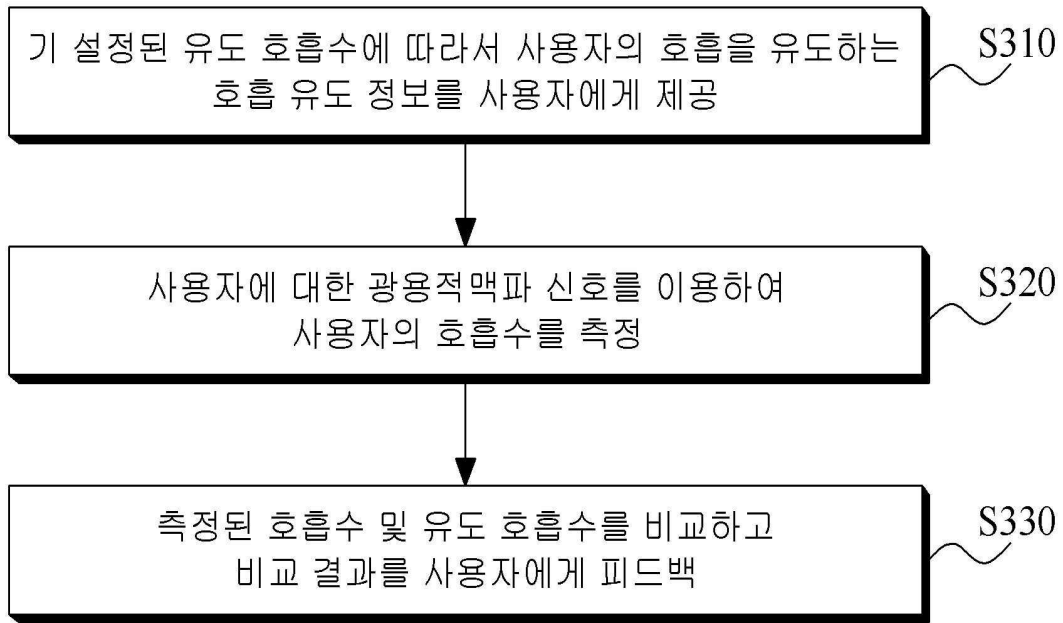 기 설정된 유도 호흡수에 따라서 사용자의 호흡을 유도하는
호흡 유도 정보를 사용자에게 제공
S310
사용자에 대한 광용적맥파 신호를 이용하여
사용자의 호흡수를 측정
S320
측정된 호흡수 및 유도 호흡수를 비교하고
비교 결과를 사용자에게 피드백
S330